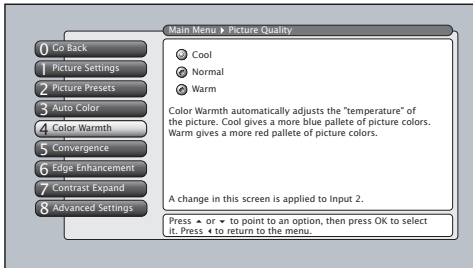 Main Menu ▸ Picture Quality
0 Go Back
1 Picture Settings
2 Picture Presets
3 Auto Color
4 Color Warmth
5 Convergence
6 Edge Enhancement
7 Contrast Expand
8 Advanced Settings
Cool
Normal
Warm
Color Warmth automatically adjusts the "temperature" of
the picture. Cool gives a more blue pallete of picture colors.
Warm gives a more red pallete of picture colors.
A change in this screen is applied to Input 2.
Press ▴ or ▾ to point to an option, then press OK to select
it. Press ◂ to return to the menu.